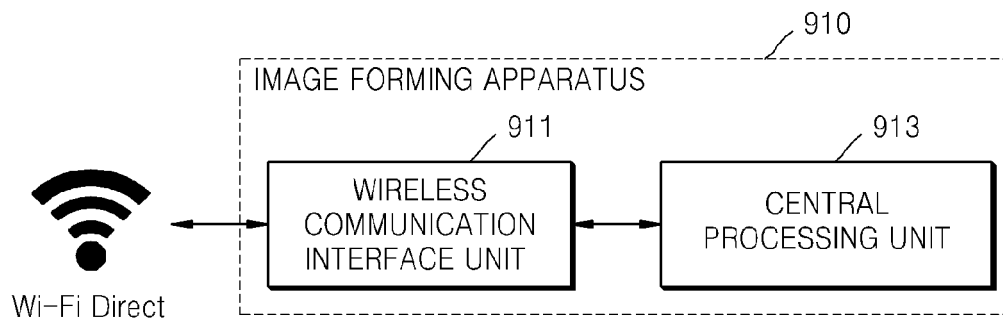 910
IMAGE FORMING APPARATUS
911
913
WIRELESS
COMMUNICATION
INTERFACE UNIT
CENTRAL
PROCESSING UNIT
Wi-Fi Direct